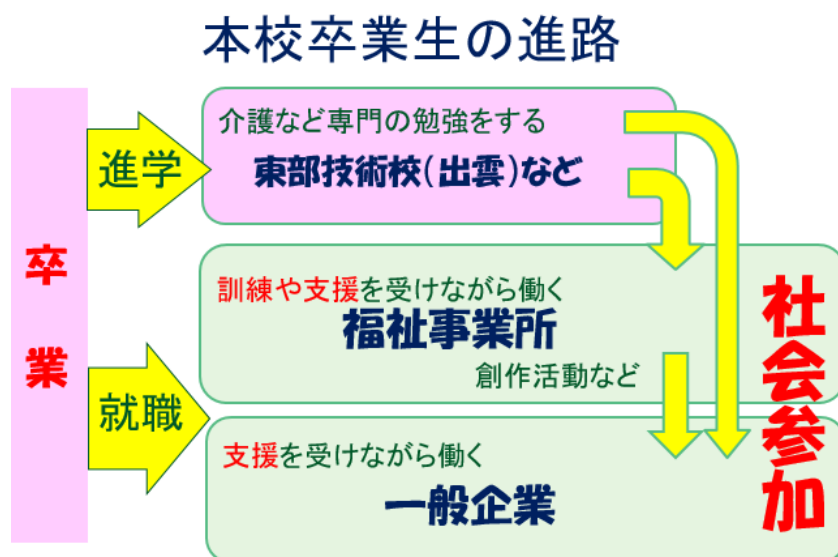 本校卒業生の進路
卒業
進学
介護など専門の勉強をする
東部技術校(出雲)など
就職
訓練や支援を受けながら働く
福祉事業所
創作活動など
支援を受けながら働く
一般企業
社会参加